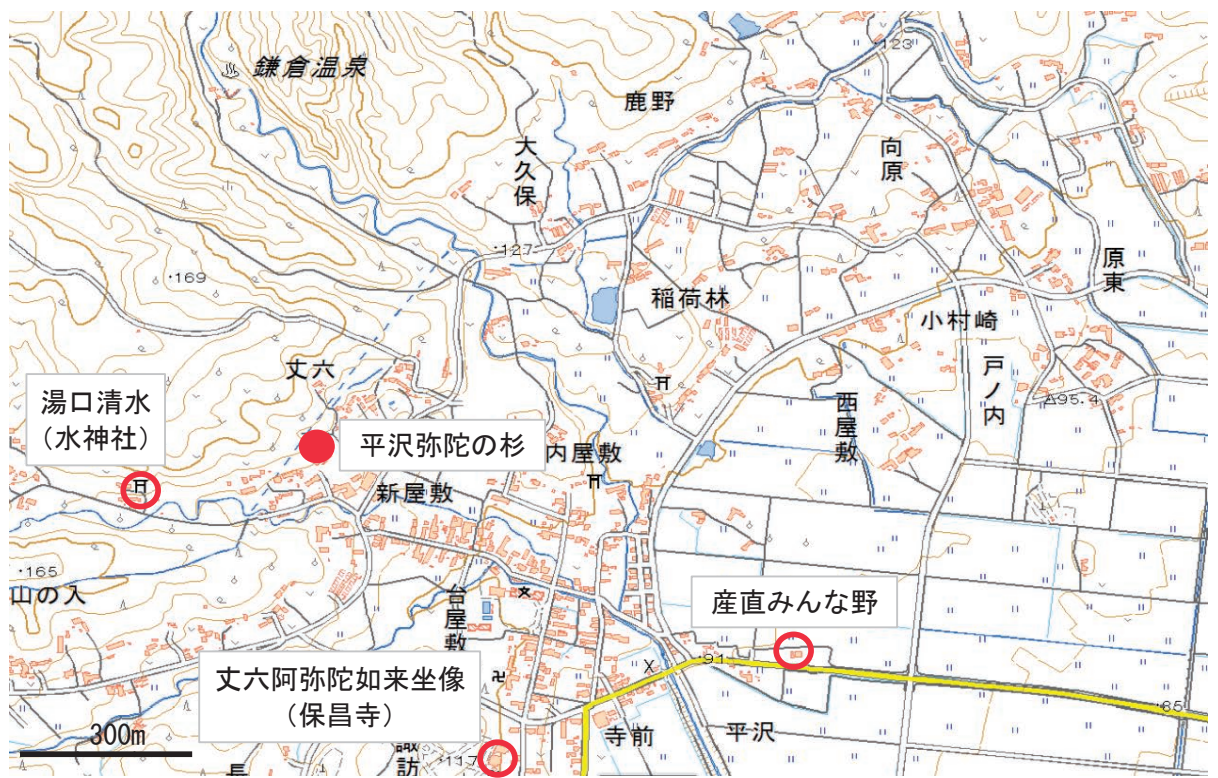 ・123
鎌倉温泉
鹿野
大久保
向原
・127
原東
・169
稲荷林
小村崎
丈六
戸ノ内
湯口清水
（水神社）
95.4
西屋敷
平沢弥陀の杉
内屋敷
新屋敷
・165
山の入
台屋敷
産直みんな野
91
丈六阿弥陀如来坐像
（保昌寺）
・85
300m
寺前
平沢
諏訪
・117
長